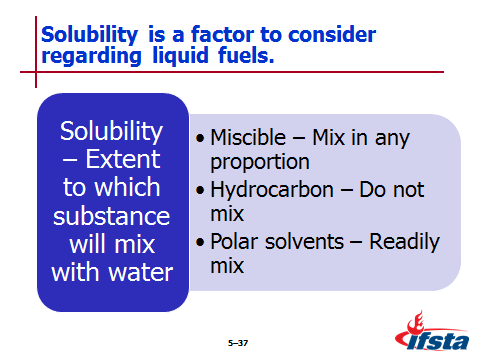 Solubility is a factor to consider
regarding liquid fuels.
Solubility
– Extent
to which
substance
will mix
with water
• Miscible – Mix in any
proportion
• Hydrocarbon – Do not
mix
• Polar solvents – Readily
mix
5–37
ifsta